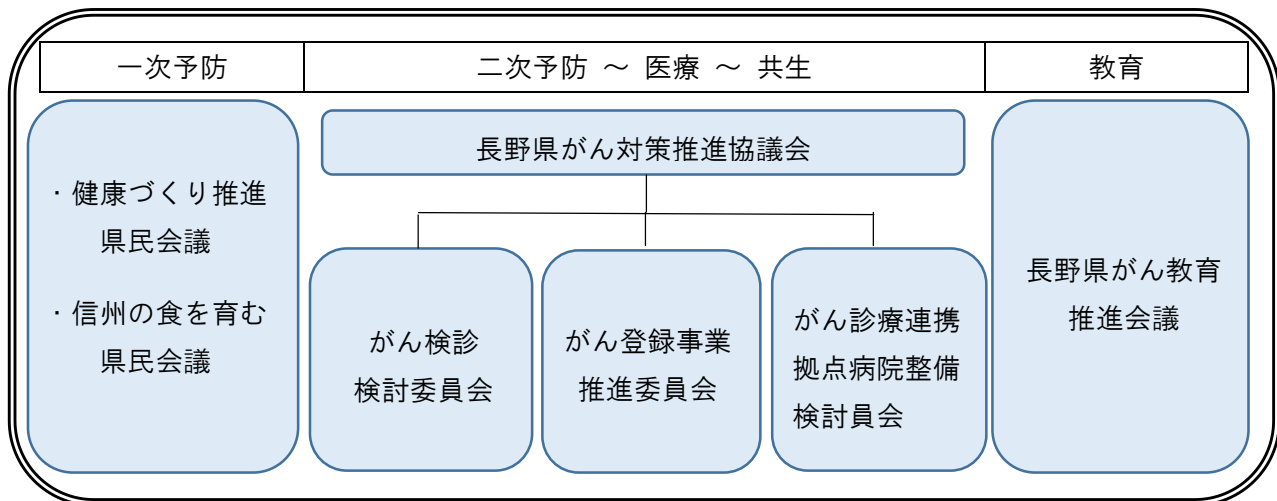 一次予防
二次予防 ~ 医療 ~ 共生
教育
・健康づくり推進
県民会議
・信州の食を育む
県民会議
長野県がん対策推進協議会
がん検診
検討委員会
がん登録事業
推進委員会
がん診療連携
拠点病院整備
検討員会
長野県がん教育
推進会議